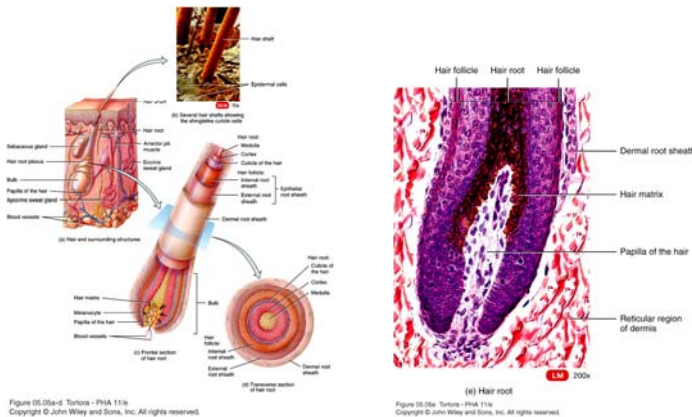 Hair shaft
Epidermal cells
SEM 70x
(b) Several hair shafts showing
the shinglelike cuticle cells
Hair shaft
Hair root
Arrector pili
muscle
Eccrine
sweat gland
Sebaceous gland
Hair root plexus
Bulb
Papilla of the hair
Apocrine sweat gland
Blood vessels
(a) Hair and surrounding structures
Hair root:
Medulla
Cortex
Cuticle of the hair
Hair follicle:
Internal root
sheath
External root
sheath
Epithelial
root sheath
Dermal root sheath
Bulb
Hair matrix
Melanocyte
Papilla of the hair
Blood vessels
(c) Frontal section
of hair root
Hair root:
Cuticle of
the hair
Cortex
Medulla
Hair
follicle:
Internal
root sheath
External
root sheath
Dermal root
sheath
(d) Transverse section
of hair root
Figure 05.05a-d Tortora - PHA 11/e
Copyright © John Wiley and Sons, Inc. All rights reserved.
Hair follicle
Hair root
Hair follicle
Dermal root sheath
Hair matrix
Papilla of the hair
Reticular region
of dermis
LM 200x
(e) Hair root
Figure 05.05e Tortora - PHA 11/e
Copyright © John Wiley and Sons, Inc. All rights reserved.